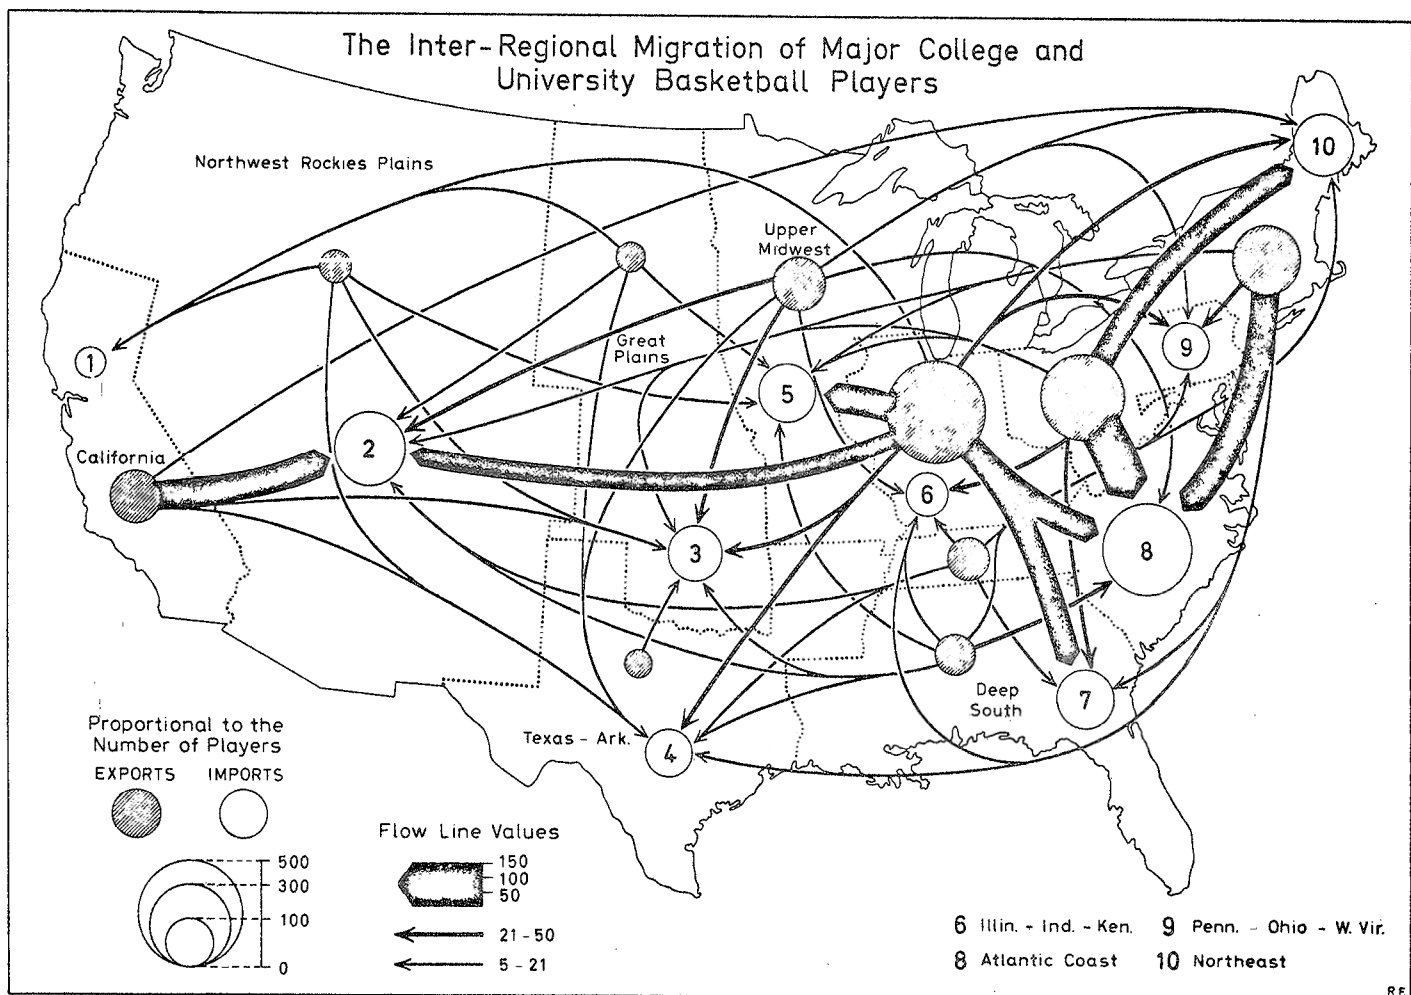 The Inter-Regional Migration of Major College and
University Basketball Players
Northwest Rockies Plains
Upper
Midwest
Great
Plains
California
Deep
South
Texas - Ark.
1
2
3
4
5
6
7
8
9
10
Proportional to the
Number of Players
EXPORTS IMPORTS
500
300
100
0
Flow Line Values
150
100
50
21-50
5-21
6 Illin. - Ind. - Ken. 9 Penn. - Ohio - W. Vir.
8 Atlantic Coast 10 Northeast
R F